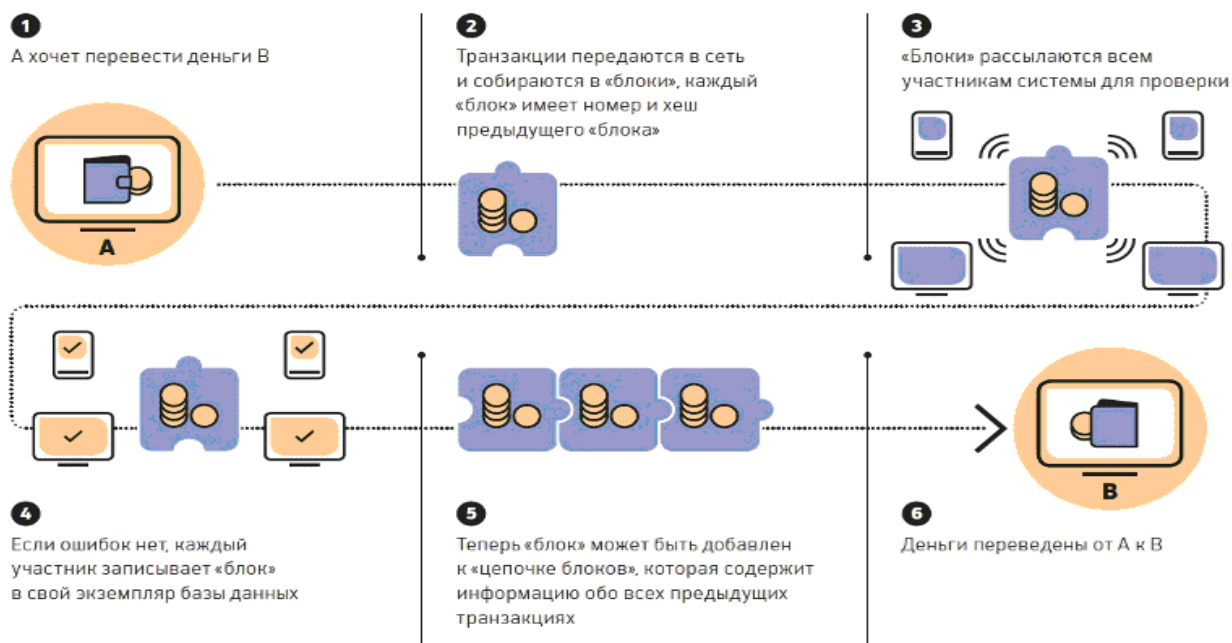 1
А хочет перевести деньги В
А
2
Транзакции передаются в сеть
и собираются в «блоки», каждый
«блок» имеет номер и хеш
предыдущего «блока»
3
«Блоки» рассылаются всем
участникам системы для проверки
4
Если ошибок нет, каждый
участник записывает «блок»
в свой экземпляр базы данных
5
Теперь «блок» может быть добавлен
к «цепочке блоков», которая содержит
информацию обо всех предыдущих
транзакциях
В
6
Деньги переведены от А к В